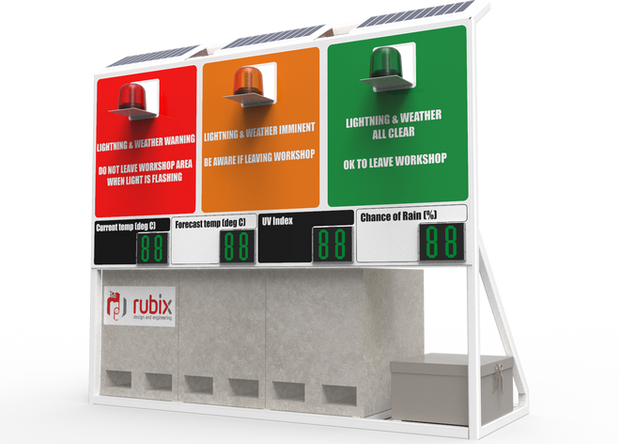 LIGHTNING & WEATHER WARNING
DO NOT LEAVE WORKSHOP AREA
WHEN LIGHT IS FLASHING
LIGHTNING & WEATHER IMMINENT
BE AWARE IF LEAVING WORKSHOP
LIGHTNING & WEATHER
ALL CLEAR
OK TO LEAVE WORKSHOP
Current temp (deg C)
88
Forecast temp (deg C)
88
UV Index
88
Chance of Rain (%)
88
rubix
design and engineering